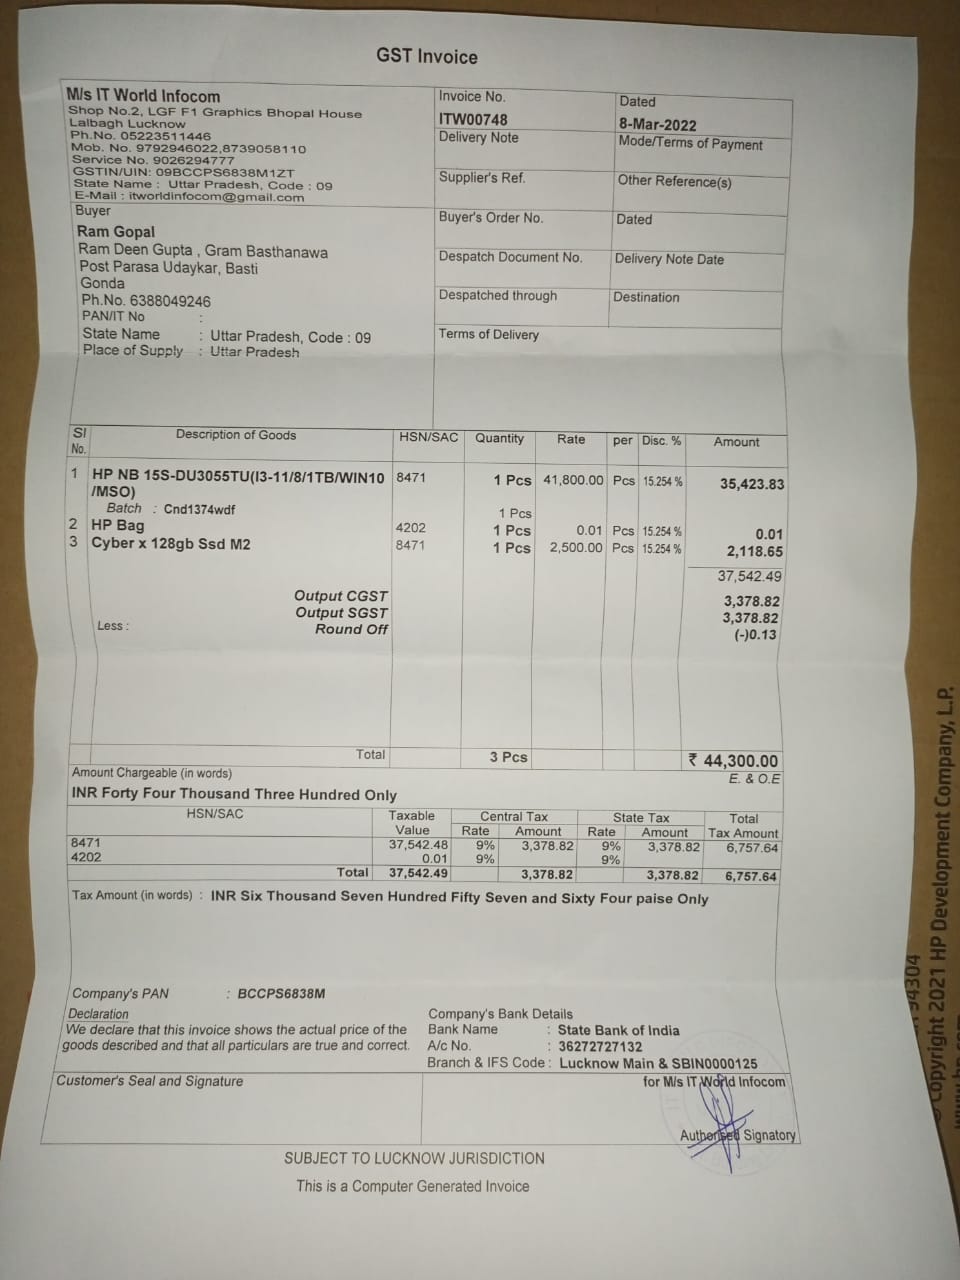 GST Invoice
M/s IT World Infocom
Shop No.2, LGF F1 Graphics Bhopal House
Lalbagh Lucknow
Ph.No. 05223511446
Mob. No. 9792946022,8739058110
Service No. 9026294777
GSTIN/UIN: 09BCCPS6838M1ZT
State Name : Uttar Pradesh, Code : 09
E-Mail : itworldinfocom@gmail.com
Invoice No.
ITW00748
Dated
8-Mar-2022
Delivery Note
Mode/Terms of Payment
Supplier's Ref.
Other Reference(s)
Buyer
Ram Gopal
Ram Deen Gupta , Gram Basthanawa
Post Parasa Udaykar, Basti
Gonda
Ph.No. 6388049246
PAN/IT No :
State Name : Uttar Pradesh, Code : 09
Place of Supply : Uttar Pradesh
Buyer's Order No.
Dated
Despatch Document No.
Delivery Note Date
Despatched through
Destination
Terms of Delivery
Sl No. Description of Goods HSN/SAC Quantity Rate per Disc. % Amount
1 HP NB 15S-DU3055TU(I3-11/8/1TB/WIN10 8471 1 Pcs 41,800.00 Pcs 15.254 % 35,423.83
/MSO)
Batch : Cnd1374wdf 1 Pcs
2 HP Bag 4202 1 Pcs 0.01 Pcs 15.254 % 0.01
3 Cyber x 128gb Ssd M2 8471 1 Pcs 2,500.00 Pcs 15.254 % 2,118.65
37,542.49
Output CGST 3,378.82
Output SGST 3,378.82
Less : Round Off (-)0.13
Total 3 Pcs ₹ 44,300.00
Amount Chargeable (in words) E. & O.E
INR Forty Four Thousand Three Hundred Only
HSN/SAC Taxable Central Tax State Tax Total
Value Rate Amount Rate Amount Tax Amount
8471 37,542.48 9% 3,378.82 9% 3,378.82 6,757.64
4202 0.01 9% 9%
Total 37,542.49 3,378.82 3,378.82 6,757.64
Tax Amount (in words) : INR Six Thousand Seven Hundred Fifty Seven and Sixty Four paise Only
Company's PAN : BCCPS6838M
Declaration
We declare that this invoice shows the actual price of the
goods described and that all particulars are true and correct.
Company's Bank Details
Bank Name : State Bank of India
A/c No. : 36272727132
Branch & IFS Code : Lucknow Main & SBIN0000125
Customer's Seal and Signature
for M/s IT World Infocom
Authorised Signatory
SUBJECT TO LUCKNOW JURISDICTION
This is a Computer Generated Invoice
94304
Copyright 2021 HP Development Company, L.P.